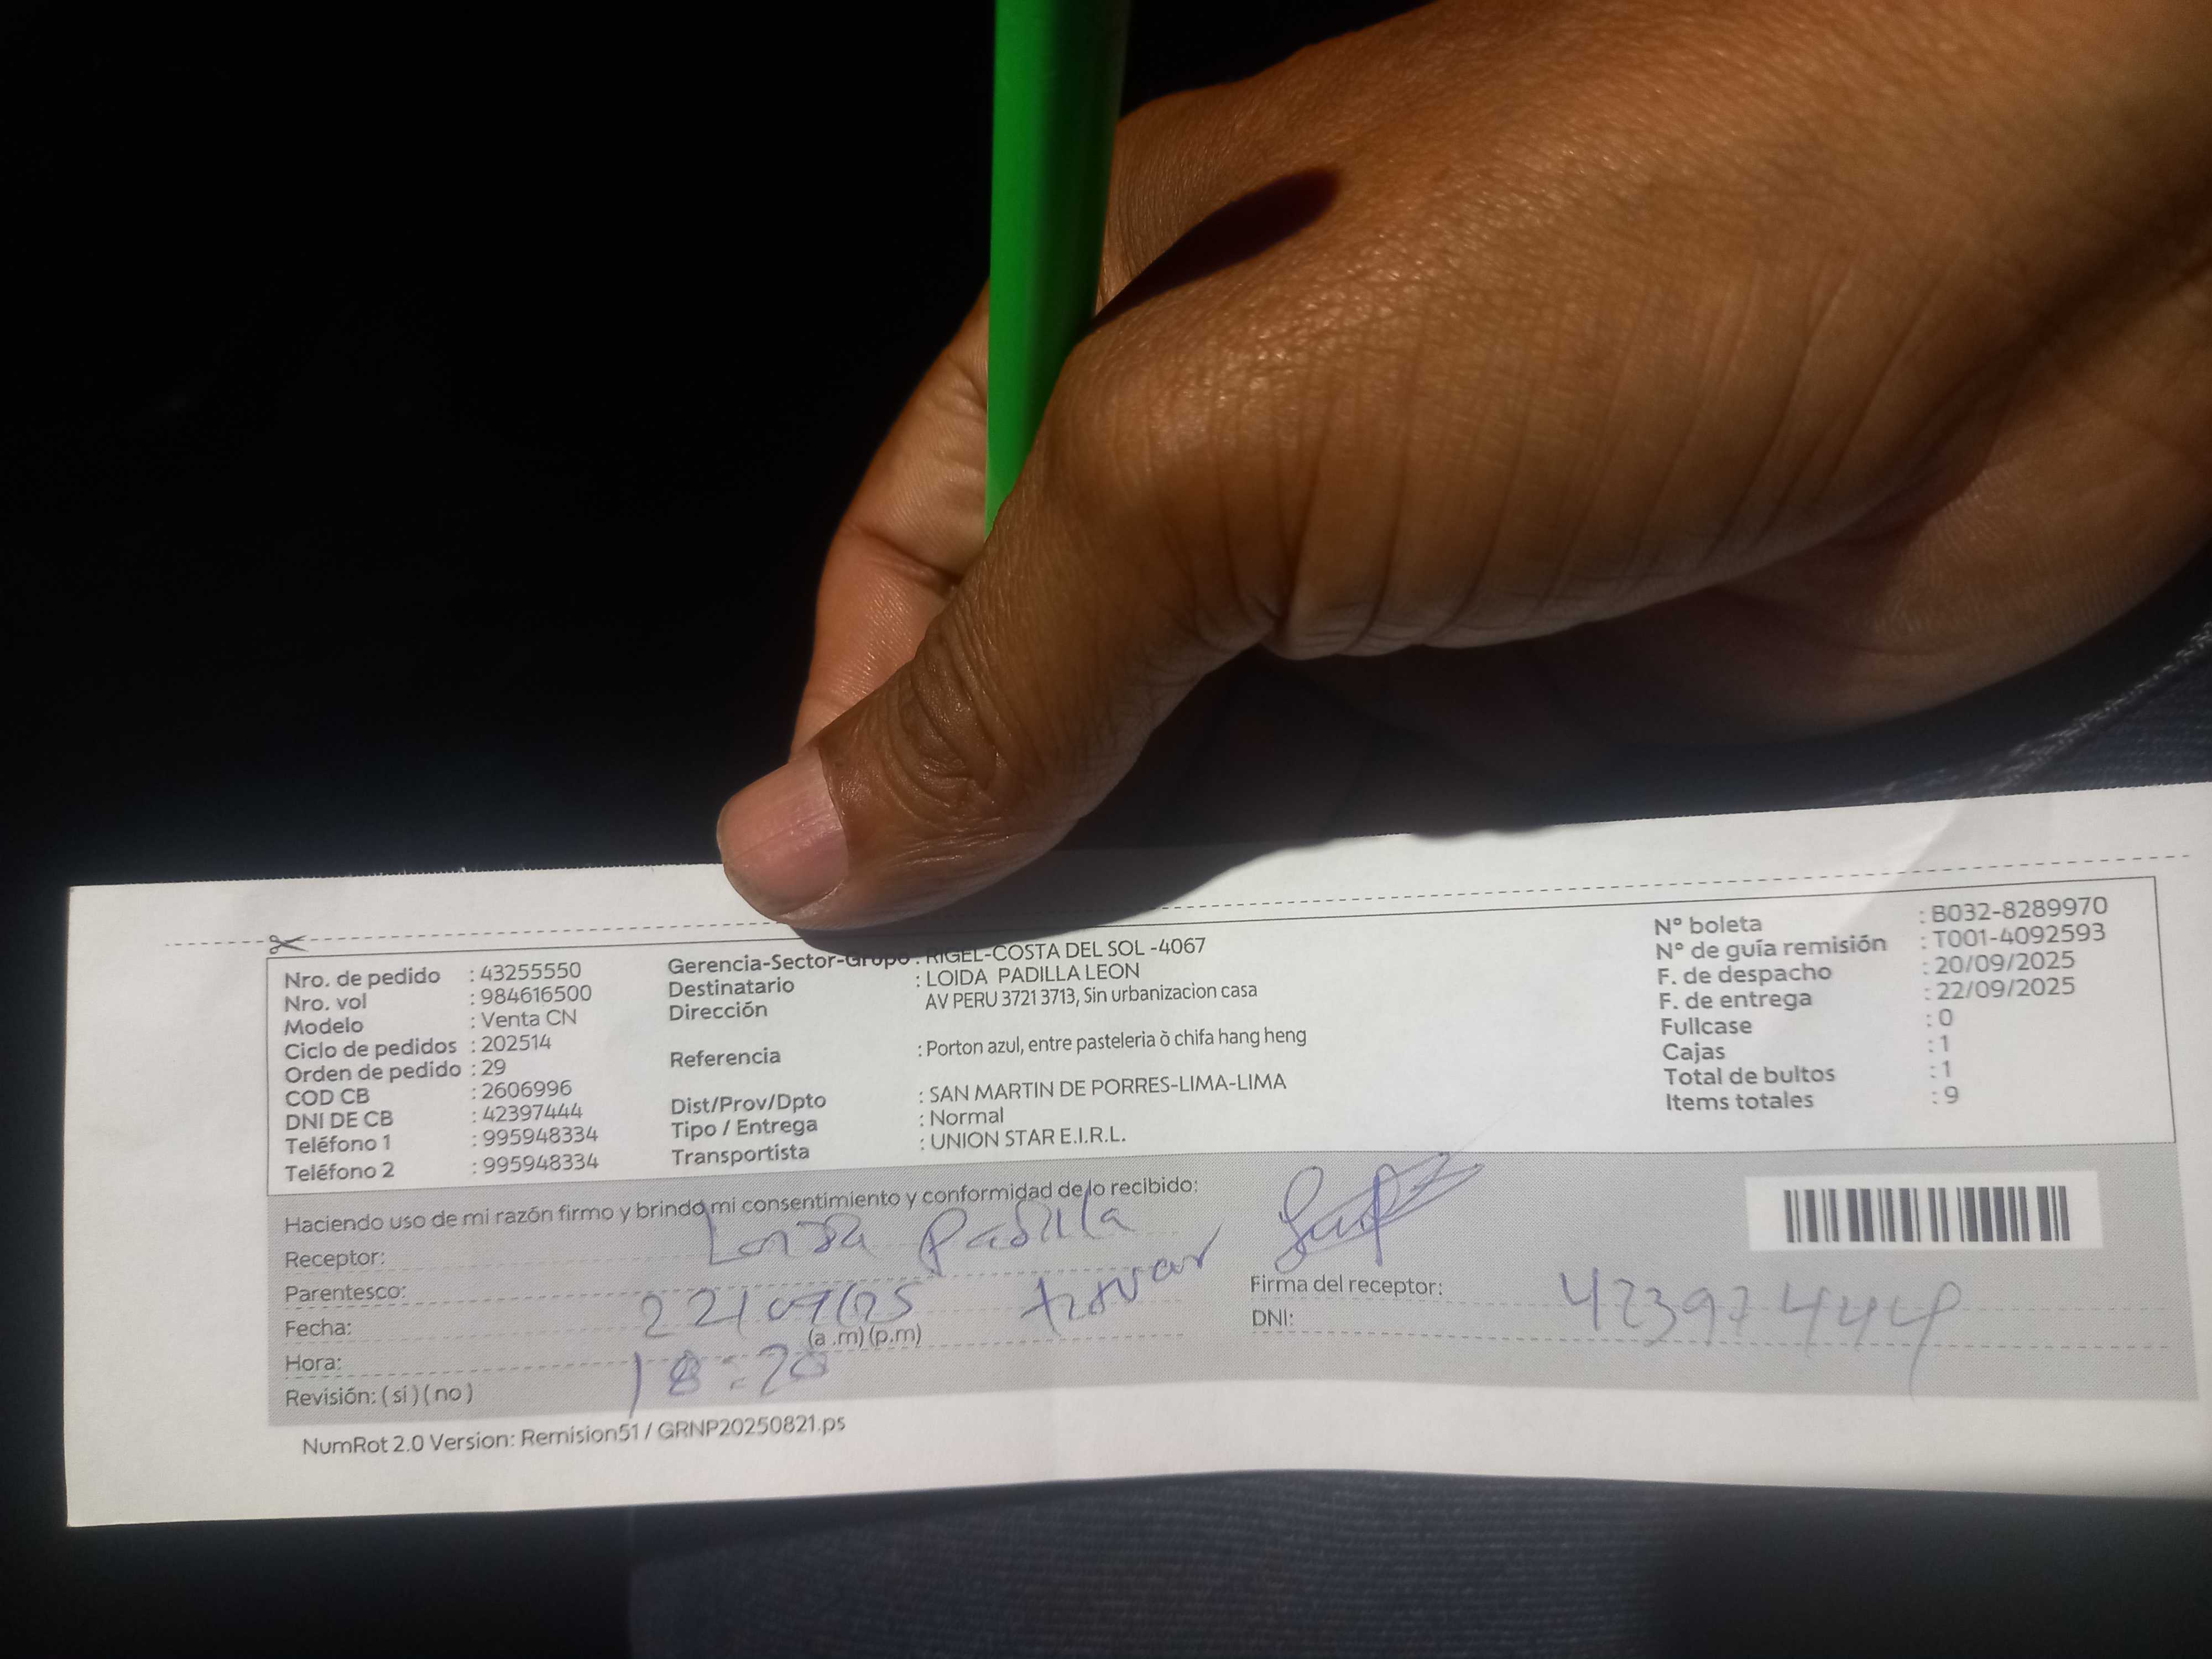 Nro. de pedido : 43255550
Nro. vol : 984616500
Modelo : Venta CN
Ciclo de pedidos : 202514
Orden de pedido : 29
COD CB : 2606996
DNI DE CB : 42397444
Teléfono 1 : 995948334
Teléfono 2 : 995948334
Gerencia-Sector-Grupo : RIGEL-COSTA DEL SOL -4067
Destinatario : LOIDA PADILLA LEON
Dirección AV PERU 3721 3713, Sin urbanizacion casa
Referencia : Porton azul, entre pasteleria ò chifa hang heng
Dist/Prov/Dpto : SAN MARTIN DE PORRES-LIMA-LIMA
Tipo / Entrega : Normal
Transportista : UNION STAR E.I.R.L.
N° boleta : B032-8289970
N° de guía remisión : T001-4092593
F. de despacho : 20/09/2025
F. de entrega : 22/09/2025
Fullcase : 0
Cajas : 1
Total de bultos : 1
Items totales : 9
Haciendo uso de mi razón firmo y brindo mi consentimiento y conformidad de lo recibido:
Receptor: Loida Padilla
Parentesco:
Fecha: 22/09/25
(a .m) (p.m)
Hora: 18:20
Revisión: ( si ) ( no )
Firma del receptor:
DNI: 42397444
NumRot 2.0 Version: Remision51 / GRNP20250821.ps